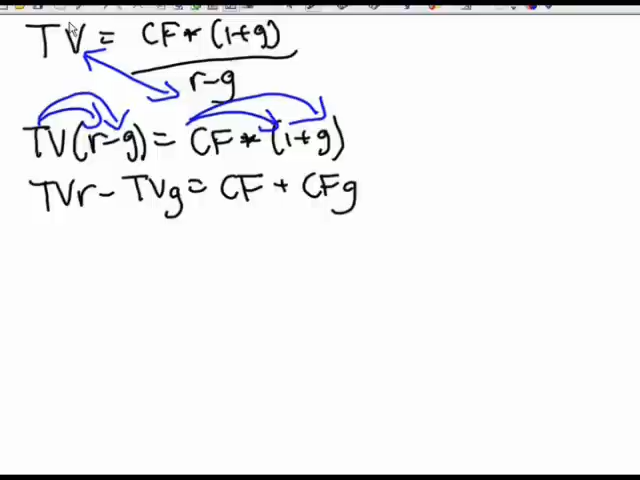 TV = CF * (1+g)
r-g
TV(r-g) = CF * (1+g)
TVr - TVg = CF + CFg